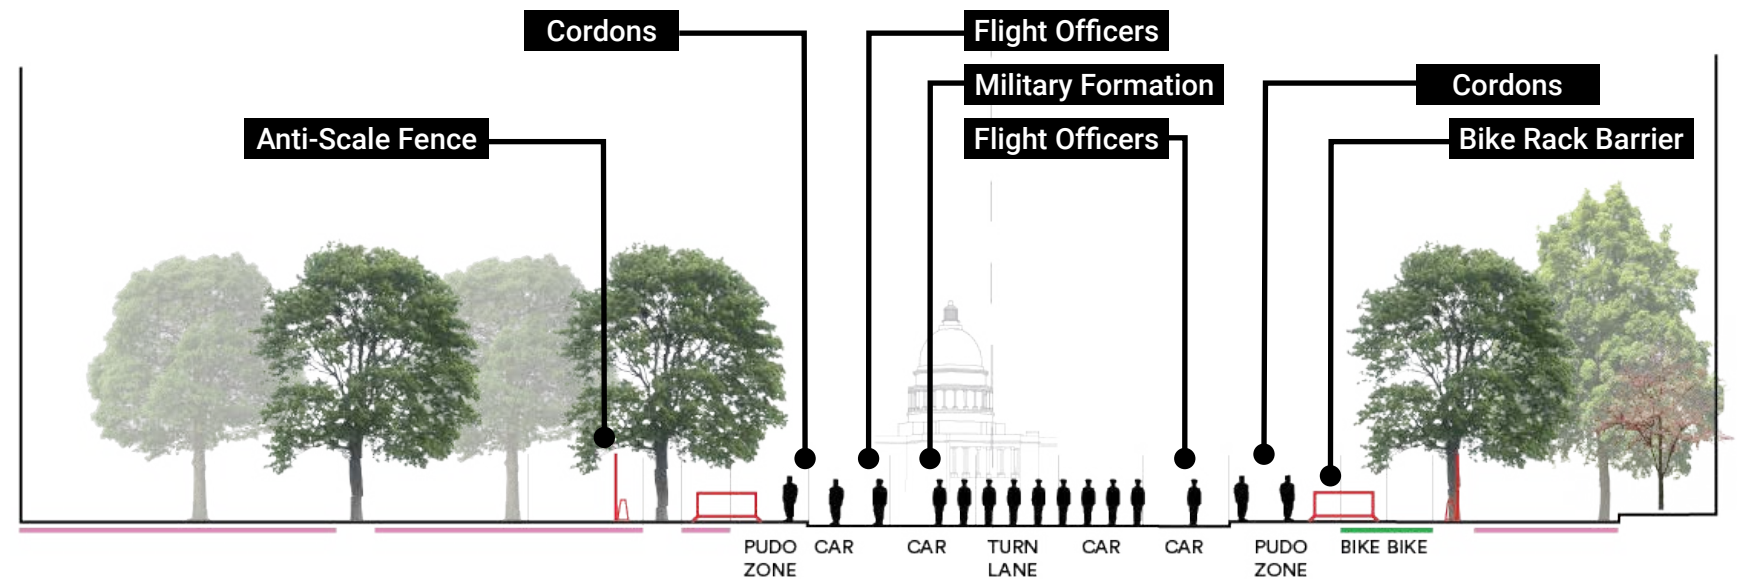 Cordons
Flight Officers
Military Formation
Cordons
Anti-Scale Fence
Flight Officers
Bike Rack Barrier
PUDO ZONE
CAR
CAR
TURN LANE
CAR
CAR
PUDO ZONE
BIKE BIKE